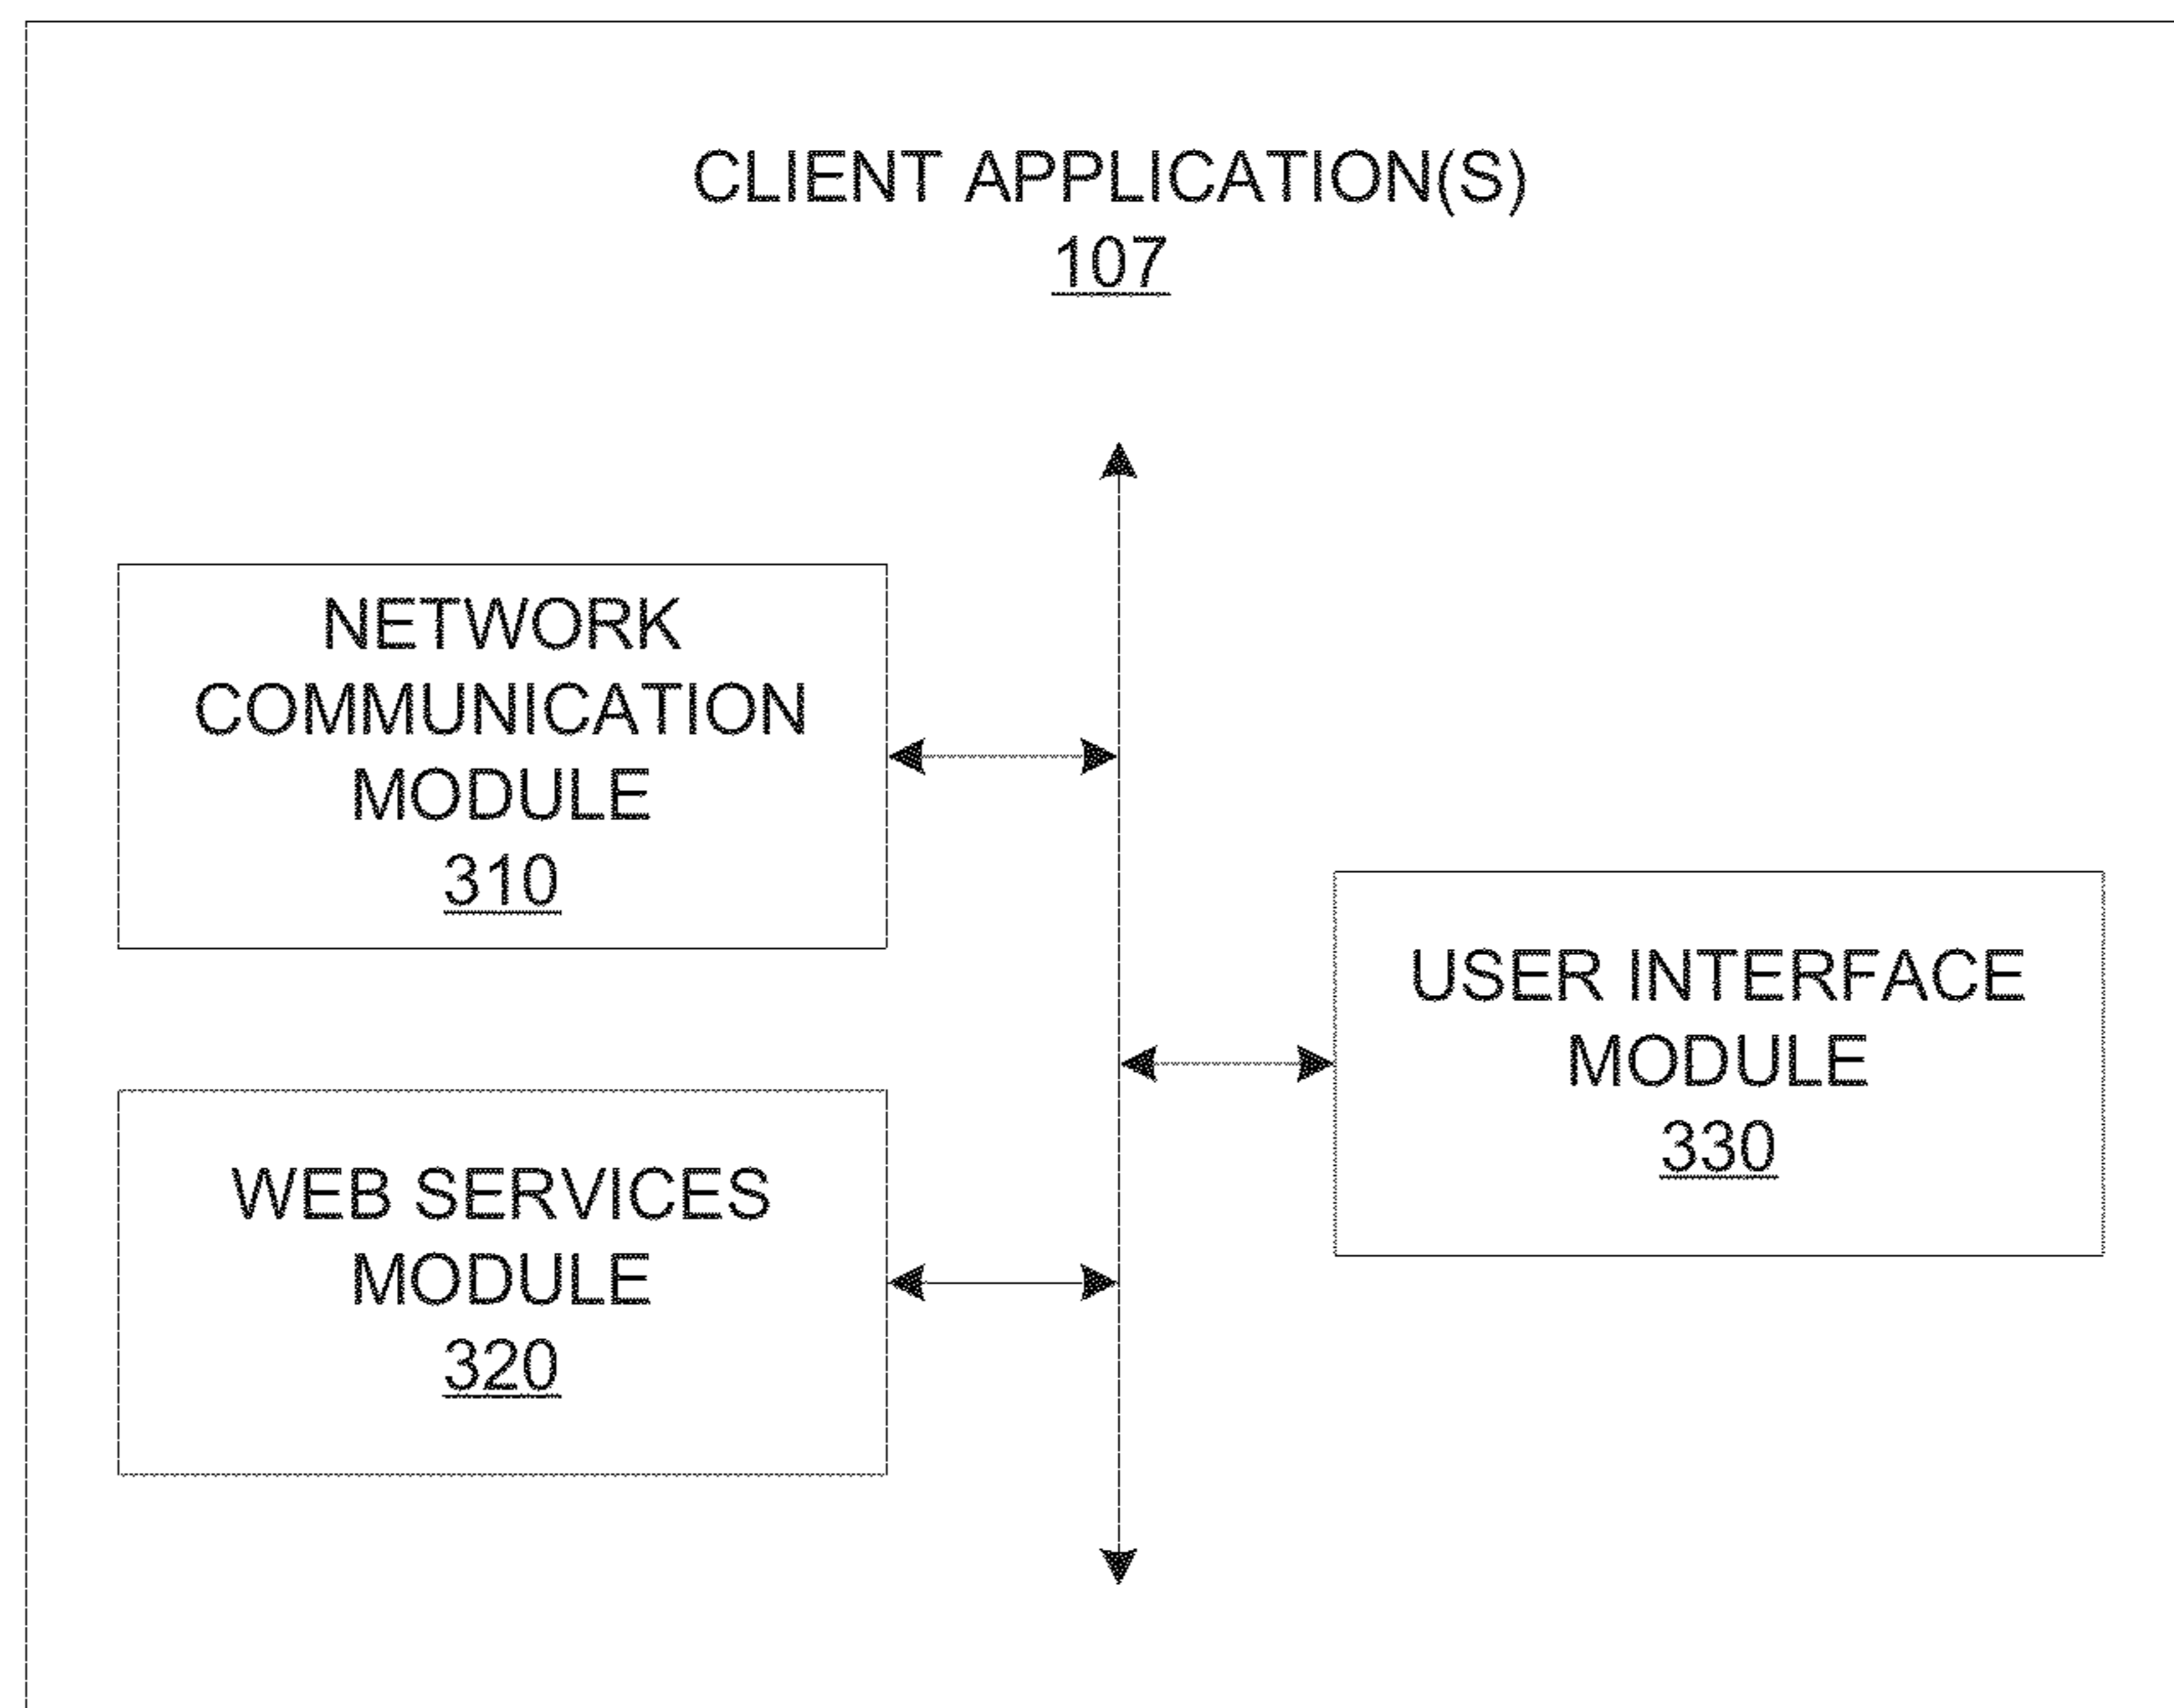 CLIENT APPLICATION(S)
107
NETWORK
COMMUNICATION
MODULE
310
USER INTERFACE
MODULE
330
WEB SERVICES
MODULE
320